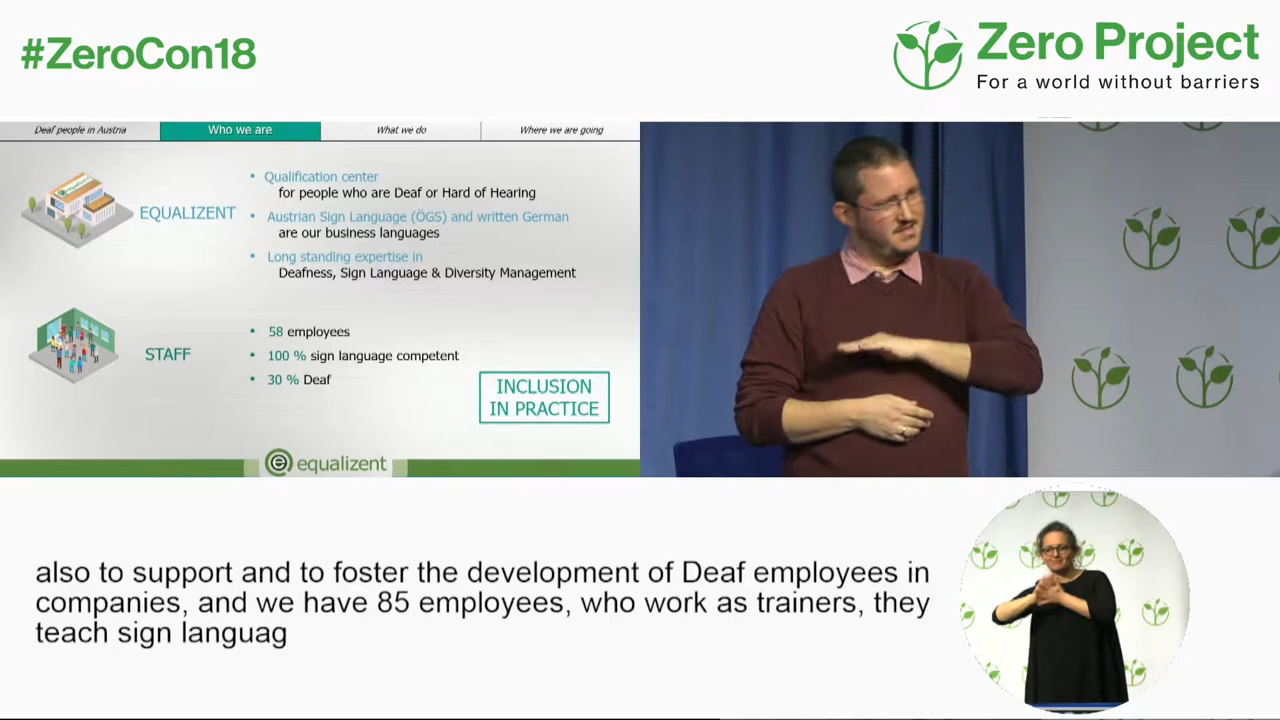 #ZeroCon18
Zero Project
For a world without barriers
Deaf people in Austria
Who we are
What we do
Where we are going
EQUALIZENT
• Qualification center
for people who are Deaf or Hard of Hearing
• Austrian Sign Language (ÖGS) and written German
are our business languages
• Long standing expertise in
Deafness, Sign Language & Diversity Management
STAFF
• 58 employees
• 100 % sign language competent
• 30 % Deaf
INCLUSION
IN PRACTICE
equalizent
also to support and to foster the development of Deaf employees in
companies, and we have 85 employees, who work as trainers, they
teach sign languag